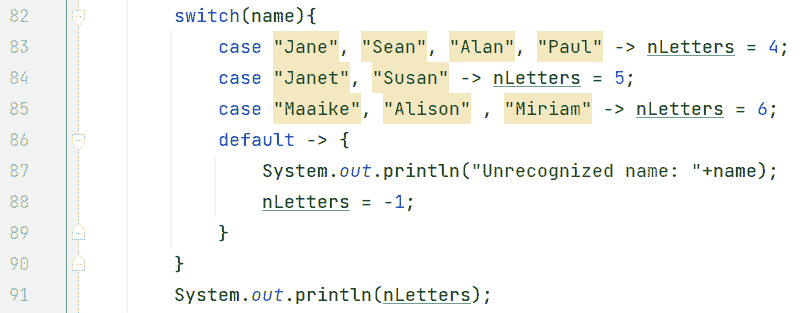 82 switch(name){
83 case "Jane", "Sean", "Alan", "Paul" -> nLetters = 4;
84 case "Janet", "Susan" -> nLetters = 5;
85 case "Maaike", "Alison" , "Miriam" -> nLetters = 6;
86 default -> {
87 System.out.println("Unrecognized name: "+name);
88 nLetters = -1;
89 }
90 }
91 System.out.println(nLetters);